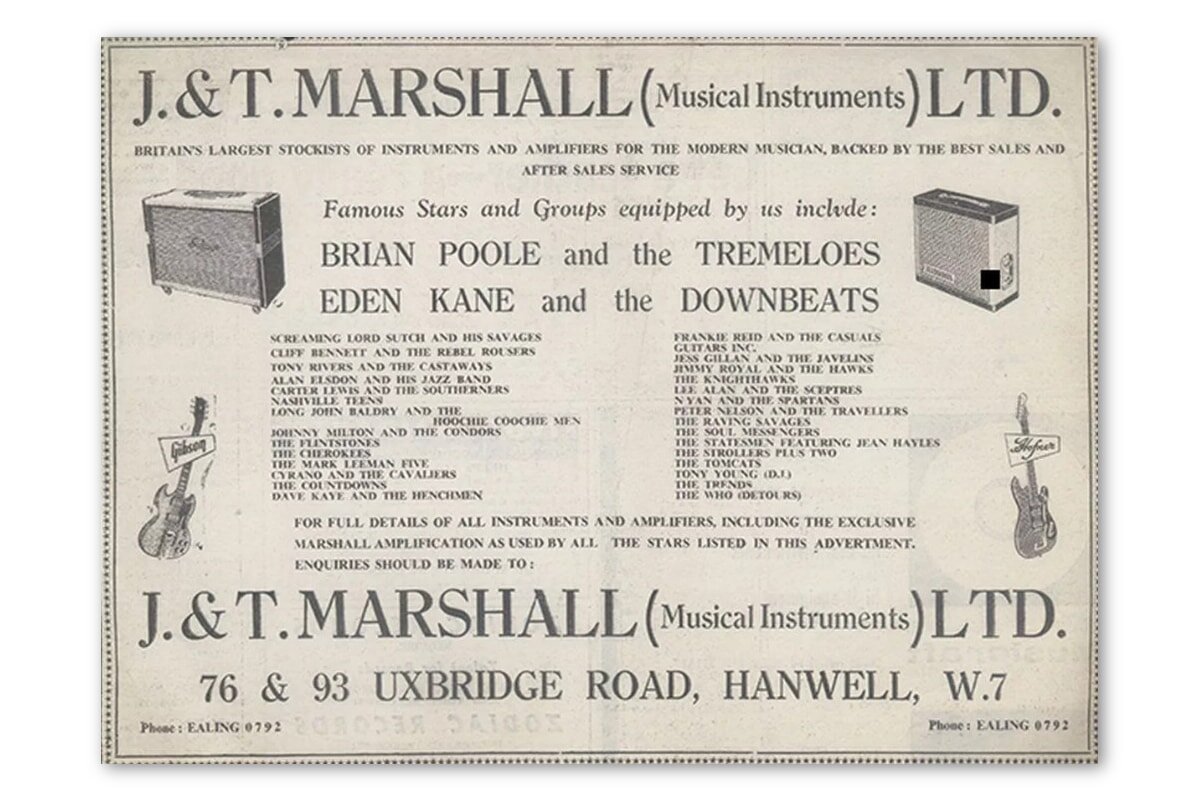 J. & T. MARSHALL (Musical Instruments) LTD.
BRITAIN'S LARGEST STOCKISTS OF INSTRUMENTS AND AMPLIFIERS FOR THE MODERN MUSICIAN, BACKED BY THE BEST SALES AND
AFTER SALES SERVICE
Famous Stars and Groups equipped by us inclvde:
BRIAN POOLE and the TREMELOES
EDEN KANE and the DOWNBEATS
SCREAMING LORD SUTCH AND HIS SAVAGES
CLIFF BENNETT AND THE REBEL ROUSERS
TONY RIVERS AND THE CASTAWAYS
ALAN ELSDON AND HIS JAZZ BAND
CARTER LEWIS AND THE SOUTHERNERS
NASHVILLE TEENS
LONG JOHN BALDRY AND THE
HOOCHIE COOCHIE MEN
JOHNNY MILTON AND THE CONDORS
THE FLINTSTONES
THE CHEROKEES
THE MARK LEEMAN FIVE
CYRANO AND THE CAVALIERS
THE COUNTDOWNS
DAVE KAYE AND THE HENCHMEN
FRANKIE REID AND THE CASUALS
GUITARS INC.
JESS GILLAN AND THE JAVELINS
JIMMY ROYAL AND THE HAWKS
THE KNIGHTHAWKS
LEE ALAN AND THE SCEPTRES
N YAN AND THE SPARTANS
PETER NELSON AND THE TRAVELLERS
THE RAVING SAVAGES
THE SOUL MESSENGERS
THE STATESMEN FEATURING JEAN HAYLES
THE STROLLERS PLUS TWO
THE TOMCATS
TONY YOUNG (D.J.)
THE TRENDS
THE WHO (DETOURS)
Gibson
Hofner
FOR FULL DETAILS OF ALL INSTRUMENTS AND AMPLIFIERS, INCLUDING THE EXCLUSIVE
MARSHALL AMPLIFICATION AS USED BY ALL THE STARS LISTED IN THIS ADVERTMENT.
ENQUIRIES SHOULD BE MADE TO :
J. & T. MARSHALL (Musical Instruments) LTD.
76 & 93 UXBRIDGE ROAD, HANWELL, W.7
Phone : EALING 0792
Phone : EALING 0792